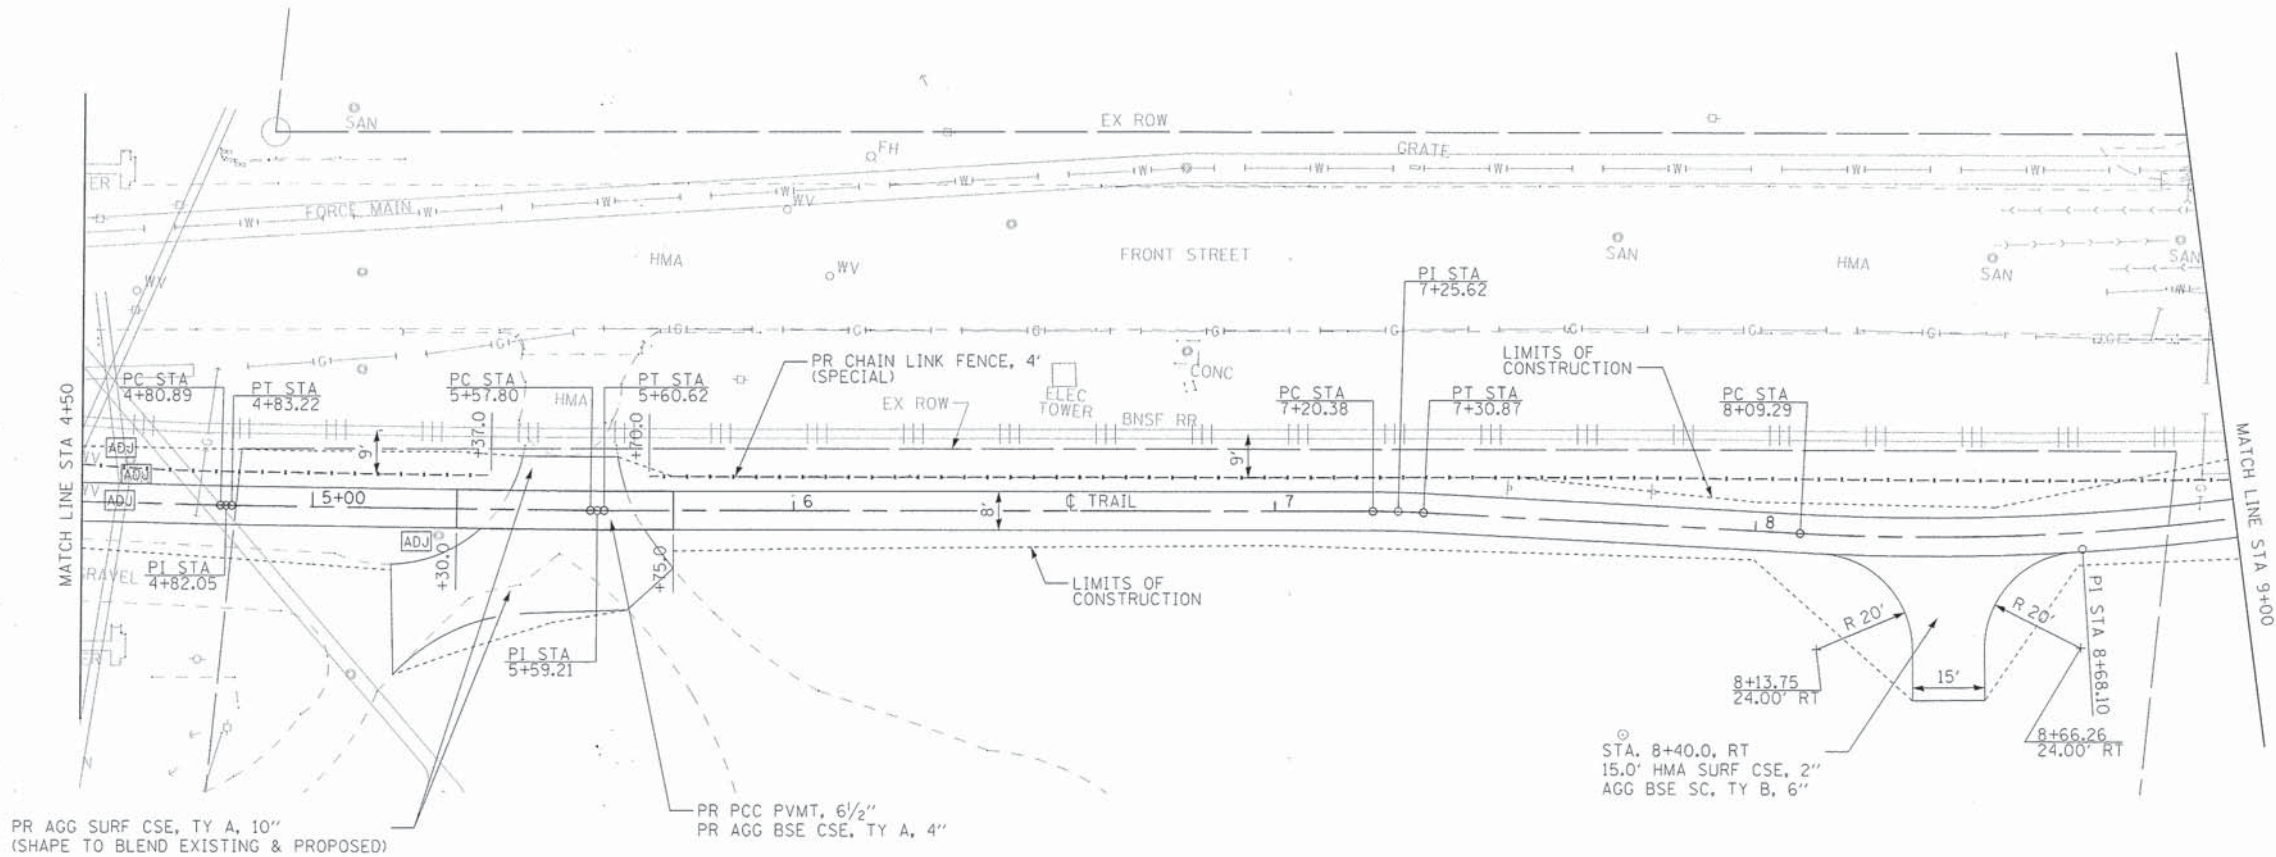 SAN
EX ROW
FH
GRATE
ER
W
W
W
W
W
W
W
W
W
W
WV
FORCE MAIN
W
W
HMA
FRONT STREET
WV
SAN
HMA
SAN
SAN
WV
W
PI STA
7+25.62
G
G
G
G
G
G
G
G
G
G
PR CHAIN LINK FENCE, 4'
(SPECIAL)
LIMITS OF
CONSTRUCTION
CONC
ELEC
TOWER
PC STA
4+80.89
PT STA
4+83.22
PC STA
5+57.80
HMA
PT STA
5+60.62
EX ROW
BNSF RR
PC STA
7+20.38
PT STA
7+30.87
PC STA
8+09.29
MATCH LINE STA 4+50
MATCH LINE STA 9+00
+37.0
+70.0
9'
9'
G
G
ADJ
ADJ
ADJ
WV
WV
5+00
6
8'
℄ TRAIL
7
8
ADJ
+30.0
+75.0
PI STA
4+82.05
LIMITS OF
CONSTRUCTION
PI STA
5+59.21
R 20'
R 20'
15'
PI STA 8+68.10
8+13.75
24.00' RT
8+66.26
24.00' RT
STA. 8+40.0, RT
15.0' HMA SURF CSE, 2"
AGG BSE SC, TY B, 6"
N
PR AGG SURF CSE, TY A, 10"
(SHAPE TO BLEND EXISTING & PROPOSED)
PR PCC PVMT, 6½"
PR AGG BSE CSE, TY A, 4"